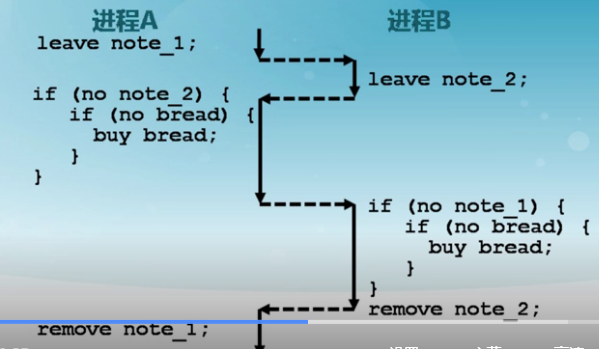 进程A
进程B
leave note_1;
leave note_2;
if (no note_2) {
if (no bread) {
buy bread;
}
}
if (no note_1) {
if (no bread) {
buy bread;
}
}
remove note_2;
remove note_1;